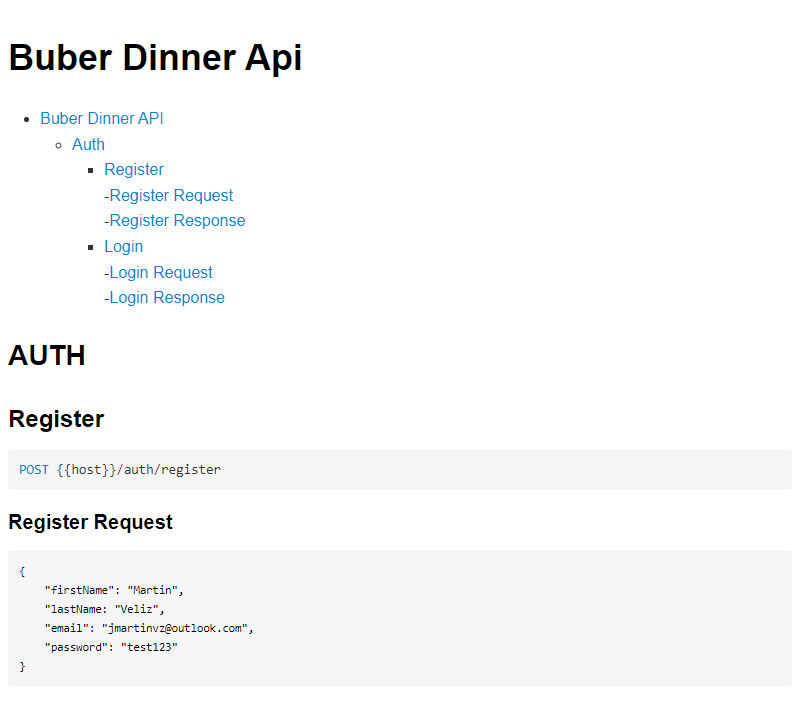 Buber Dinner Api
Buber Dinner API
Auth
Register
-Register Request
-Register Response
Login
-Login Request
-Login Response
AUTH
Register
POST {{host}}/auth/register
Register Request
{
"firstName": "Martin",
"lastName: "Veliz",
"email": "jmartinvz@outlook.com",
"password": "test123"
}